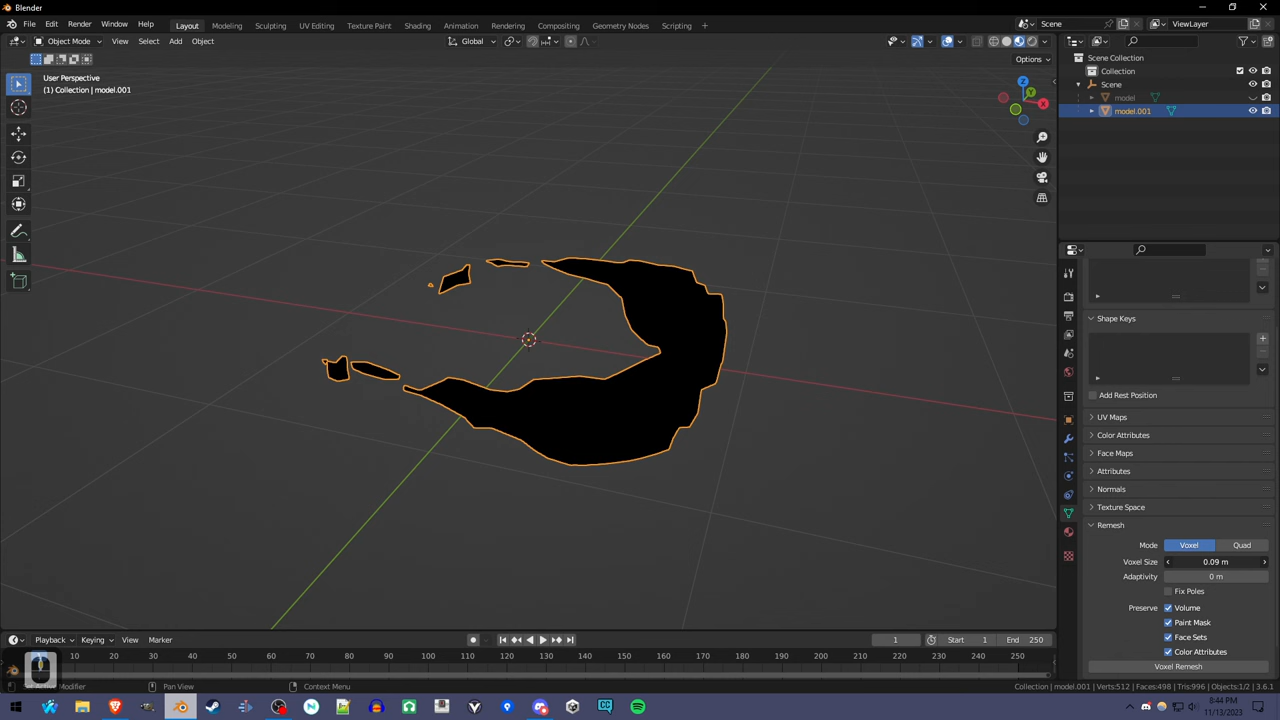 Blender
File Edit Render Window Help Layout Modeling Sculpting UV Editing Texture Paint Shading Animation Rendering Compositing Geometry Nodes Scripting + Scene ViewLayer
Object Mode View Select Add Object Global
Options
User Perspective
(1) Collection | model.001
Z
Y
X
Scene Collection
Collection
Scene
model
model.001
Shape Keys
Add Rest Position
UV Maps
Color Attributes
Face Maps
Attributes
Normals
Texture Space
Remesh
Mode Voxel Quad
Voxel Size 0.09 m
Adaptivity 0 m
Fix Poles
Preserve Volume
Paint Mask
Face Sets
Color Attributes
Voxel Remesh
Playback Keying View Marker 1 Start 1 End 250
10 20 30 40 50 60 70 80 90 100 110 120 130 140 150 160 170 180 190 200 210 220 230 240 250
Modifier Pan View Context Menu
Collection | model.001 | Verts:512 | Faces:498 | Tris:996 | Objects:1/2 | 3.6.1
8:44 PM
11/13/2023